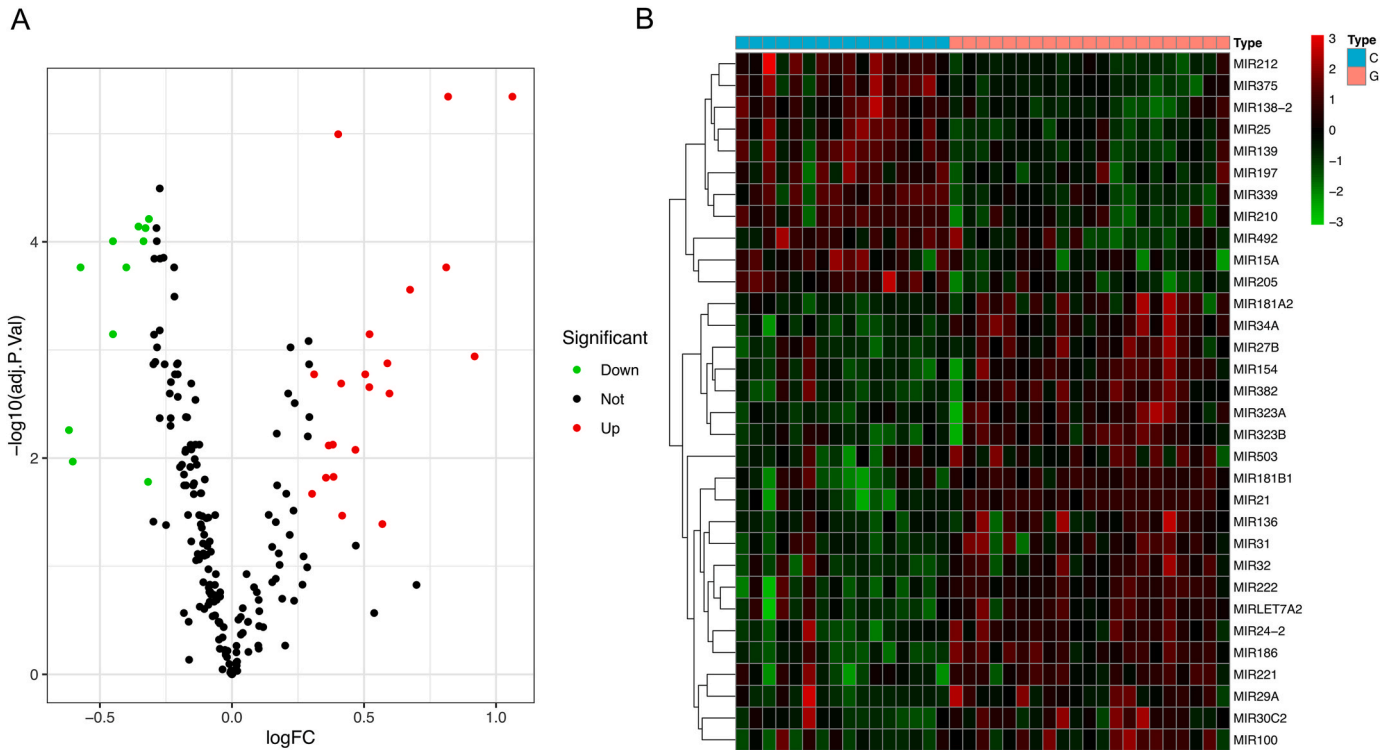 A
−log10(adj.P.Val)
4
2
0
−0.5
0.0
0.5
1.0
logFC
Significant
Down
Not
Up
B
Type
MIR212
MIR375
MIR138−2
MIR25
MIR139
MIR197
MIR339
MIR210
MIR492
MIR15A
MIR205
MIR181A2
MIR34A
MIR27B
MIR154
MIR382
MIR323A
MIR323B
MIR503
MIR181B1
MIR21
MIR136
MIR31
MIR32
MIR222
MIRLET7A2
MIR24−2
MIR186
MIR221
MIR29A
MIR30C2
MIR100
3
2
1
0
−1
−2
−3
Type
C
G